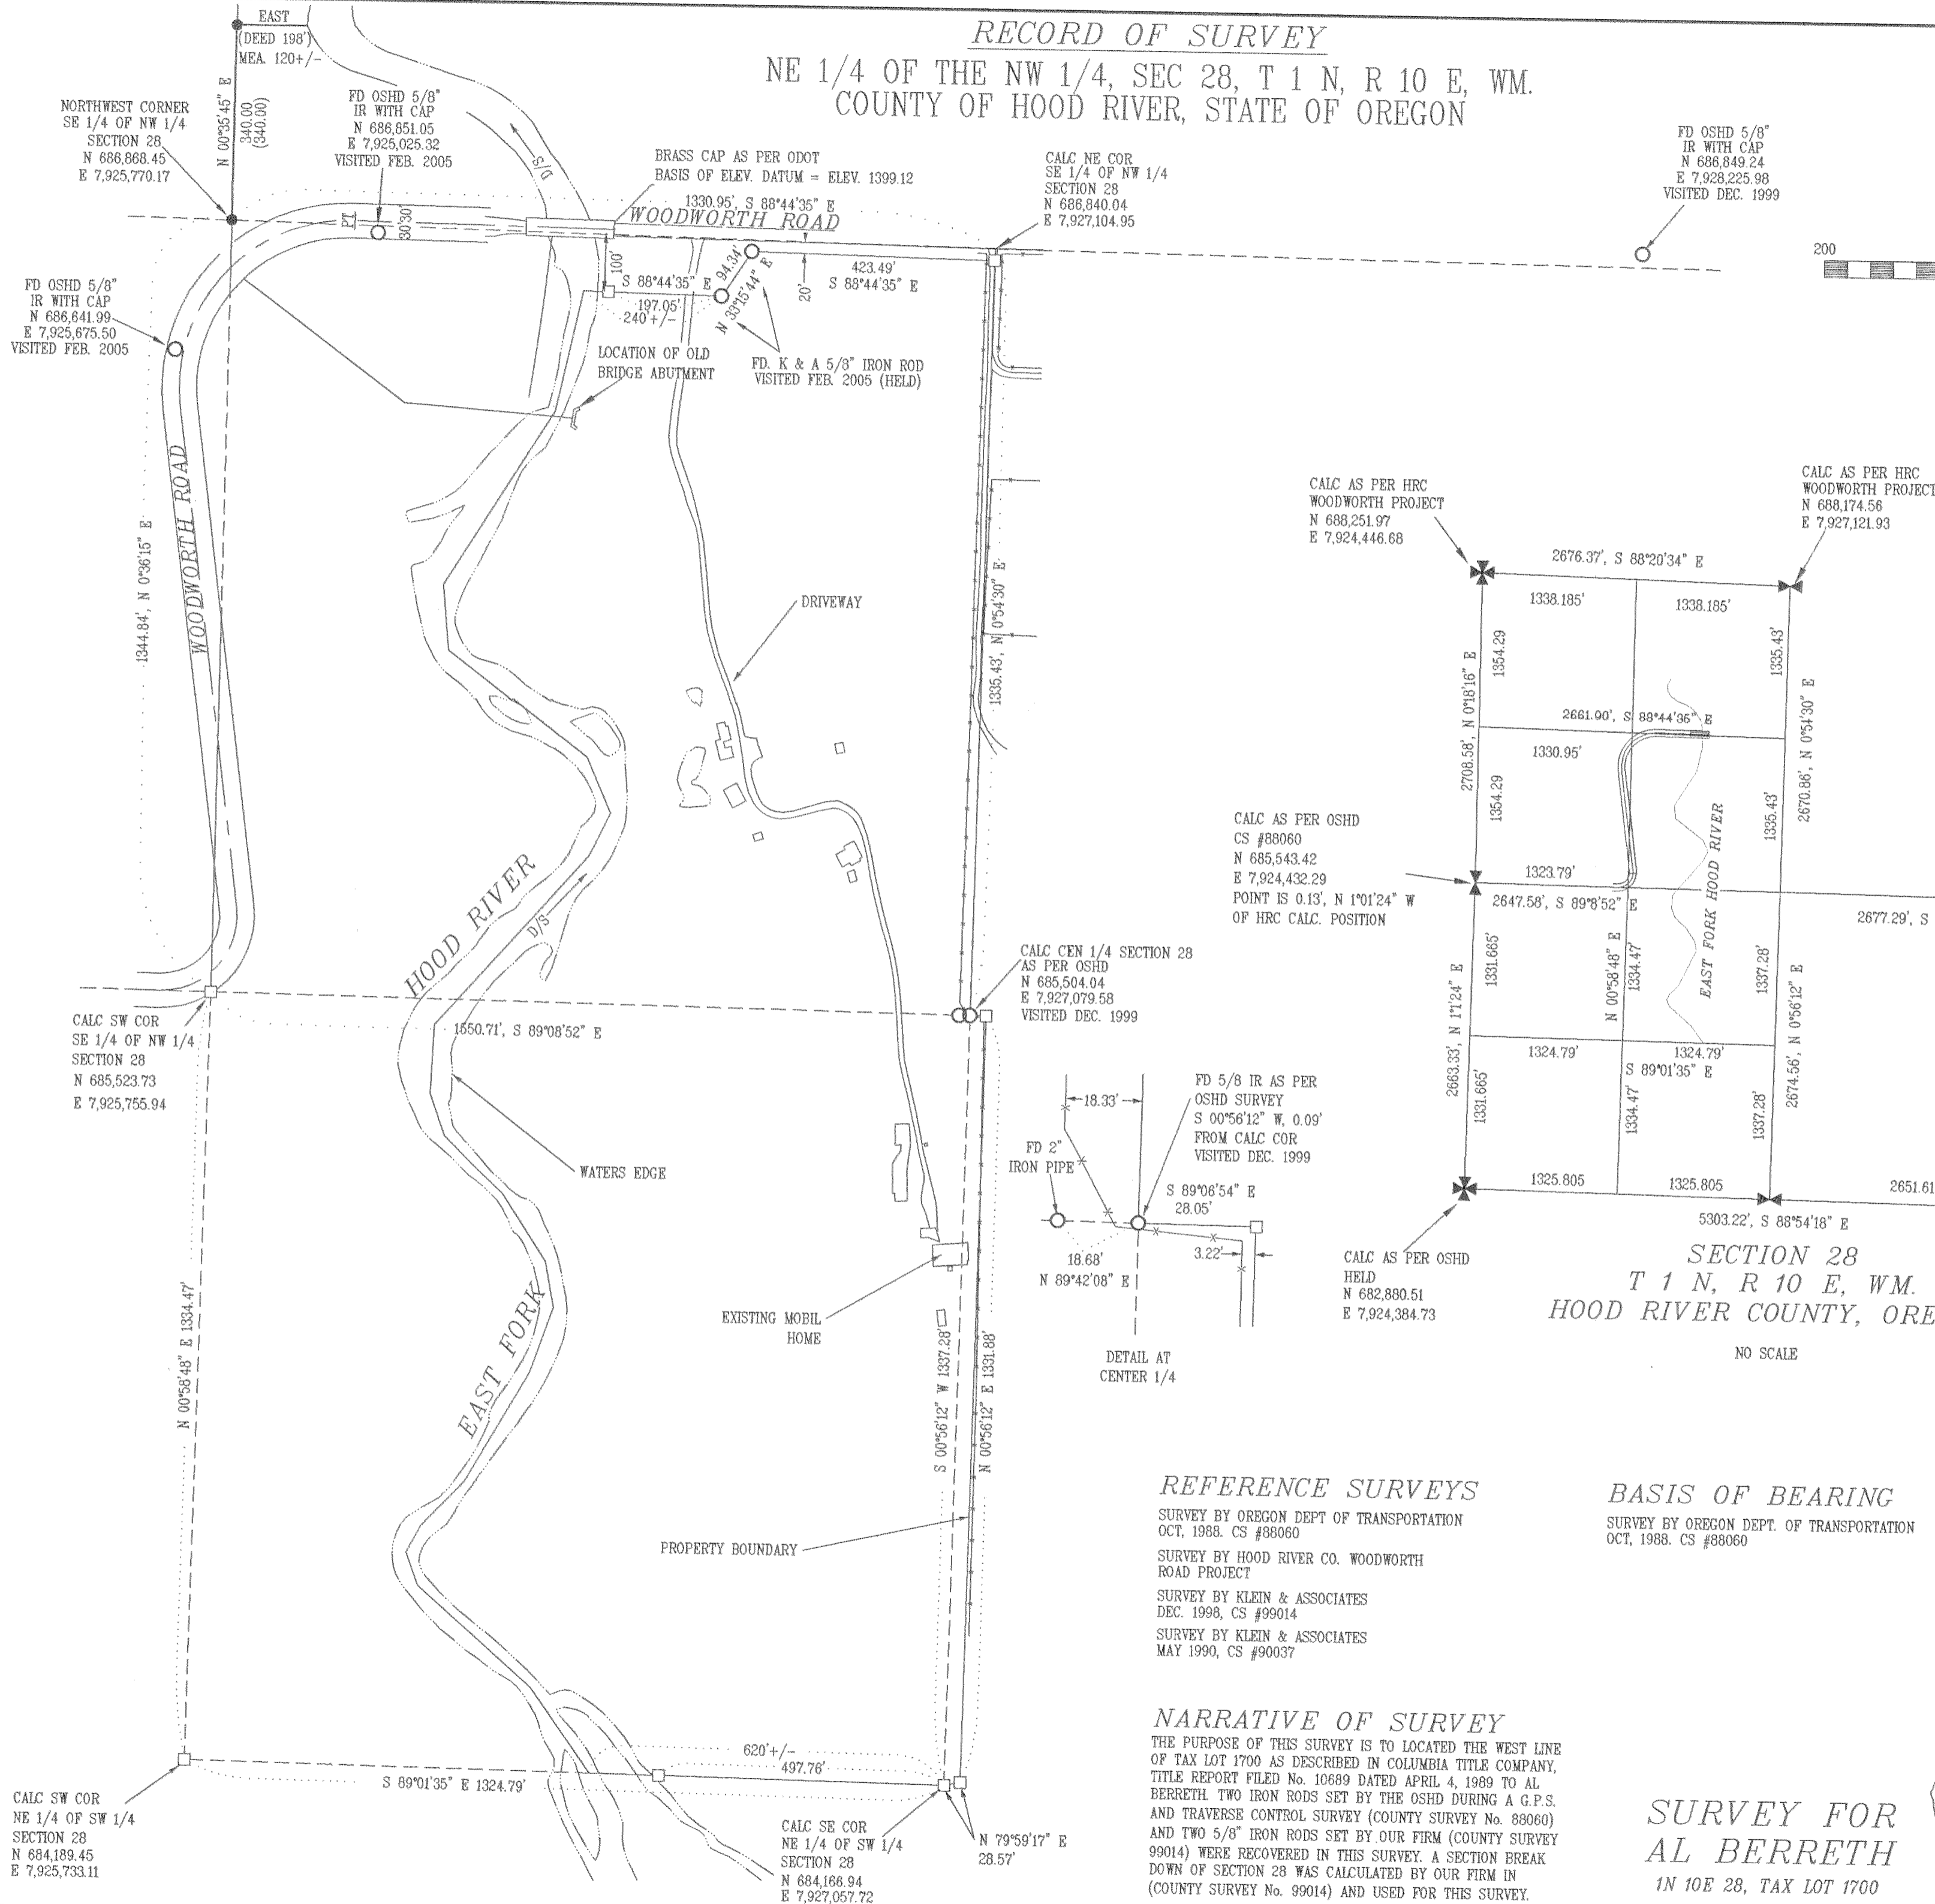 RECORD OF SURVEY
NE 1/4 OF THE NW 1/4, SEC 28, T 1 N, R 10 E, WM.
COUNTY OF HOOD RIVER, STATE OF OREGON
EAST
(DEED 198')
MEA. 120+/-
N 00°35'45" E
340.00
(340.00)
NORTHWEST CORNER
SE 1/4 OF NW 1/4
SECTION 28
N 686,868.45
E 7,925,770.17
FD OSHD 5/8"
IR WITH CAP
N 686,851.05
E 7,925,025.32
VISITED FEB. 2005
D/S
BRASS CAP AS PER ODOT
BASIS OF ELEV. DATUM = ELEV. 1399.12
1330.95', S 88°44'35" E
WOODWORTH ROAD
CALC NE COR
SE 1/4 OF NW 1/4
SECTION 28
N 686,840.04
E 7,927,104.95
FD OSHD 5/8"
IR WITH CAP
N 686,849.24
E 7,928,225.98
VISITED DEC. 1999
200
PT
30'30'
100'
S 88°44'35" E
197.05'
240'+/-
94.34'
N 33°15'44" E
20'
423.49'
S 88°44'35" E
FD OSHD 5/8"
IR WITH CAP
N 686,641.99
E 7,925,675.50
VISITED FEB. 2005
LOCATION OF OLD
BRIDGE ABUTMENT
FD. K & A 5/8" IRON ROD
VISITED FEB. 2005 (HELD)
1344.84', N 0°36'15" E
WOODWORTH ROAD
DRIVEWAY
1335.43', N 0°54'30" E
CALC AS PER HRC
WOODWORTH PROJECT
N 688,251.97
E 7,924,446.68
CALC AS PER HRC
WOODWORTH PROJECT
N 688,174.56
E 7,927,121.93
2676.37', S 88°20'34" E
1338.185'
1338.185'
2708.58', N 0°18'16" E
1354.29
1335.43'
2661.90', S 88°44'35" E
1330.95'
1354.29
1335.43'
2670.86', N 0°54'30" E
CALC AS PER OSHD
CS #88060
N 685,543.42
E 7,924,432.29
POINT IS 0.13', N 1°01'24" W
OF HRC CALC. POSITION
1323.79'
2647.58', S 89°8'52" E
2677.29', S
EAST FORK HOOD RIVER
2663.33', N 1°1'24" E
1331.665'
N 00°58'48" E
1334.47'
1337.28'
2674.56', N 0°56'12" E
1324.79'
1324.79'
S 89°01'35" E
1331.665'
1334.47'
1337.28'
1325.805
1325.805
2651.61
5303.22', S 88°54'18" E
CALC AS PER OSHD
HELD
N 682,880.51
E 7,924,384.73
SECTION 28
T 1 N, R 10 E, WM.
HOOD RIVER COUNTY, ORE
NO SCALE
HOOD RIVER
D/S
CALC SW COR
SE 1/4 OF NW 1/4
SECTION 28
N 685,523.73
E 7,925,755.94
1550.71', S 89°08'52" E
CALC CEN 1/4 SECTION 28
AS PER OSHD
N 685,504.04
E 7,927,079.58
VISITED DEC. 1999
WATERS EDGE
18.33'
FD 2"
IRON PIPE
FD 5/8 IR AS PER
OSHD SURVEY
S 00°56'12" W, 0.09'
FROM CALC COR
VISITED DEC. 1999
S 89°06'54" E
28.05'
18.68'
N 89°42'08" E
3.22'
DETAIL AT
CENTER 1/4
N 00°58'48" E 1334.47'
EAST FORK
EXISTING MOBIL
HOME
S 00°56'12" W 1337.28'
N 00°56'12" E 1331.88'
PROPERTY BOUNDARY
REFERENCE SURVEYS
SURVEY BY OREGON DEPT OF TRANSPORTATION
OCT, 1988. CS #88060
SURVEY BY HOOD RIVER CO. WOODWORTH
ROAD PROJECT
SURVEY BY KLEIN & ASSOCIATES
DEC. 1998, CS #99014
SURVEY BY KLEIN & ASSOCIATES
MAY 1990, CS #90037
BASIS OF BEARING
SURVEY BY OREGON DEPT. OF TRANSPORTATION
OCT, 1988. CS #88060
620'+/-
497.76'
S 89°01'35" E 1324.79'
CALC SW COR
NE 1/4 OF SW 1/4
SECTION 28
N 684,189.45
E 7,925,733.11
CALC SE COR
NE 1/4 OF SW 1/4
SECTION 28
N 684,166.94
E 7,927,057.72
N 79°59'17" E
28.57'
NARRATIVE OF SURVEY
THE PURPOSE OF THIS SURVEY IS TO LOCATED THE WEST LINE
OF TAX LOT 1700 AS DESCRIBED IN COLUMBIA TITLE COMPANY,
TITLE REPORT FILED No. 10689 DATED APRIL 4, 1989 TO AL
BERRETH. TWO IRON RODS SET BY THE OSHD DURING A G.P.S.
AND TRAVERSE CONTROL SURVEY (COUNTY SURVEY No. 88060)
AND TWO 5/8" IRON RODS SET BY OUR FIRM (COUNTY SURVEY
99014) WERE RECOVERED IN THIS SURVEY. A SECTION BREAK
DOWN OF SECTION 28 WAS CALCULATED BY OUR FIRM IN
(COUNTY SURVEY No. 99014) AND USED FOR THIS SURVEY.
SURVEY FOR
AL BERRETH
1N 10E 28, TAX LOT 1700